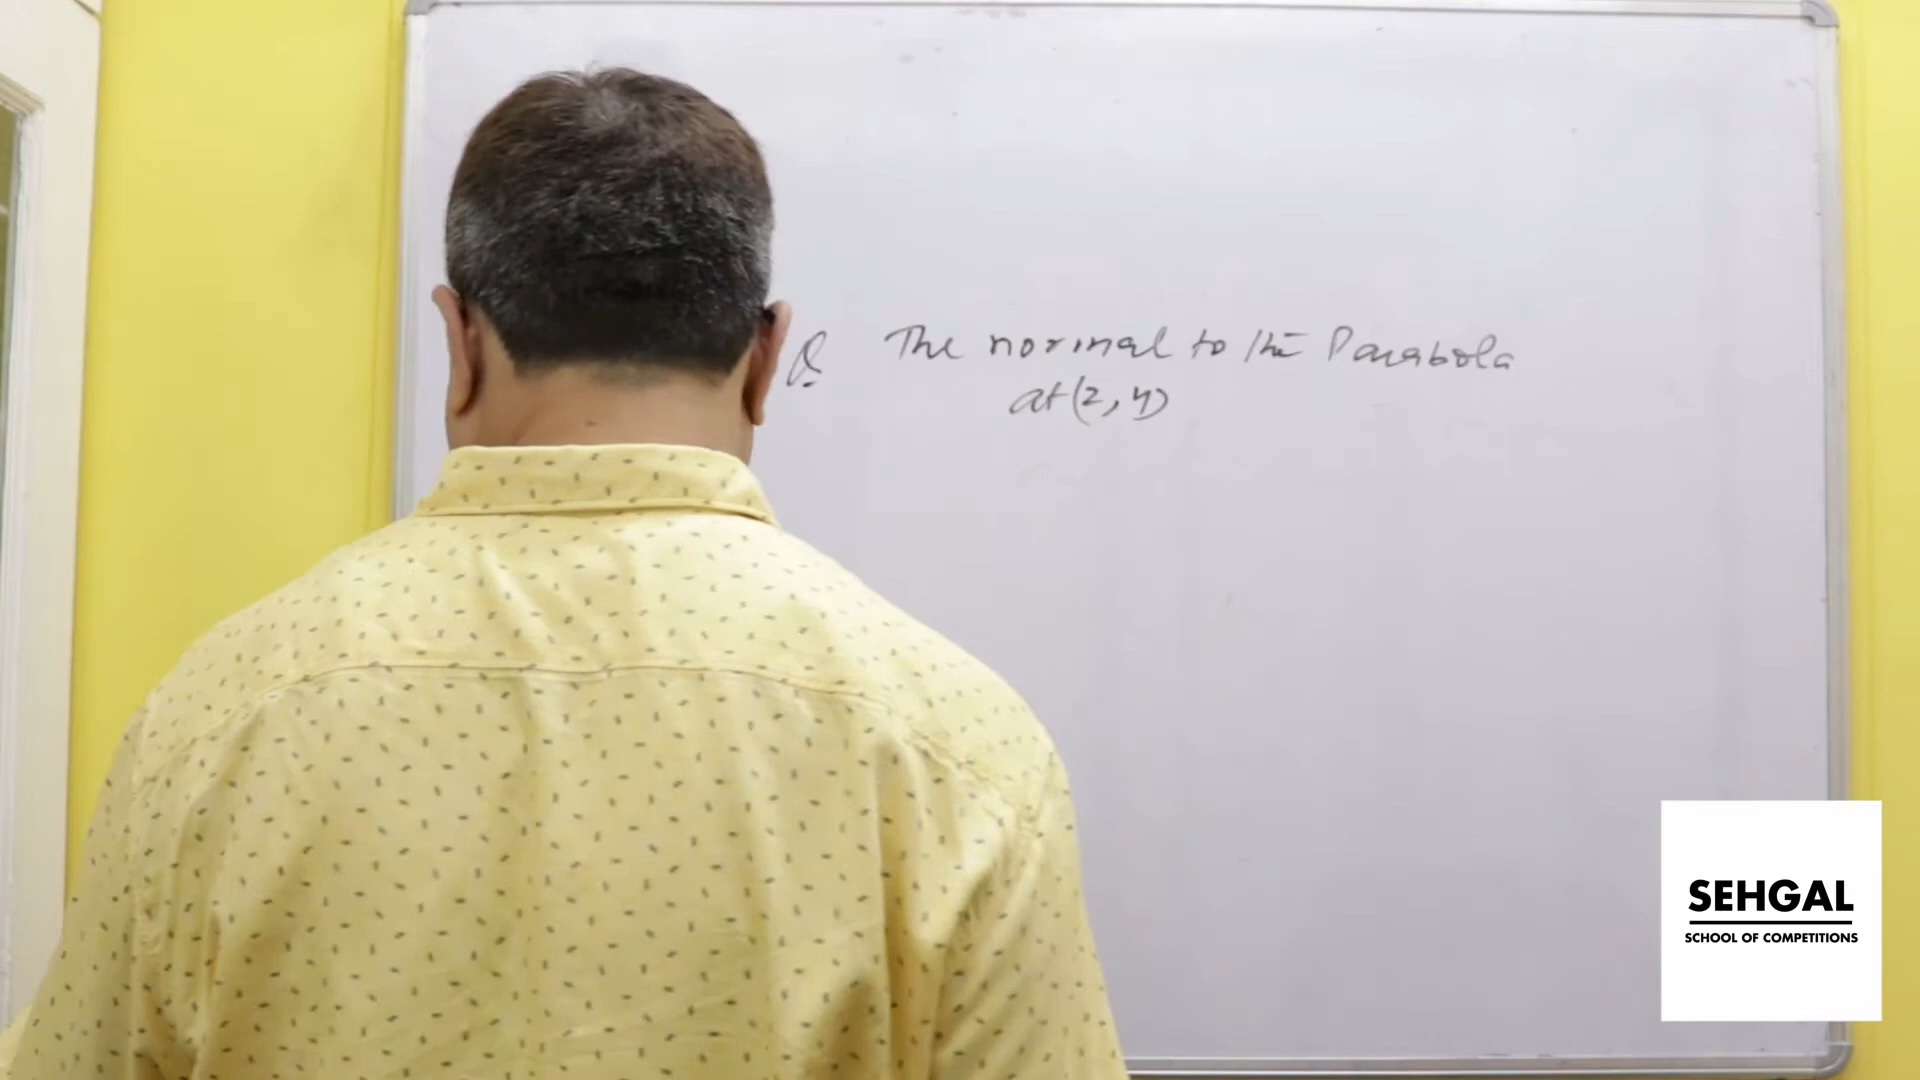 Q. The normal to the Parabola
at (2, 4)
SEHGAL
SCHOOL OF COMPETITIONS